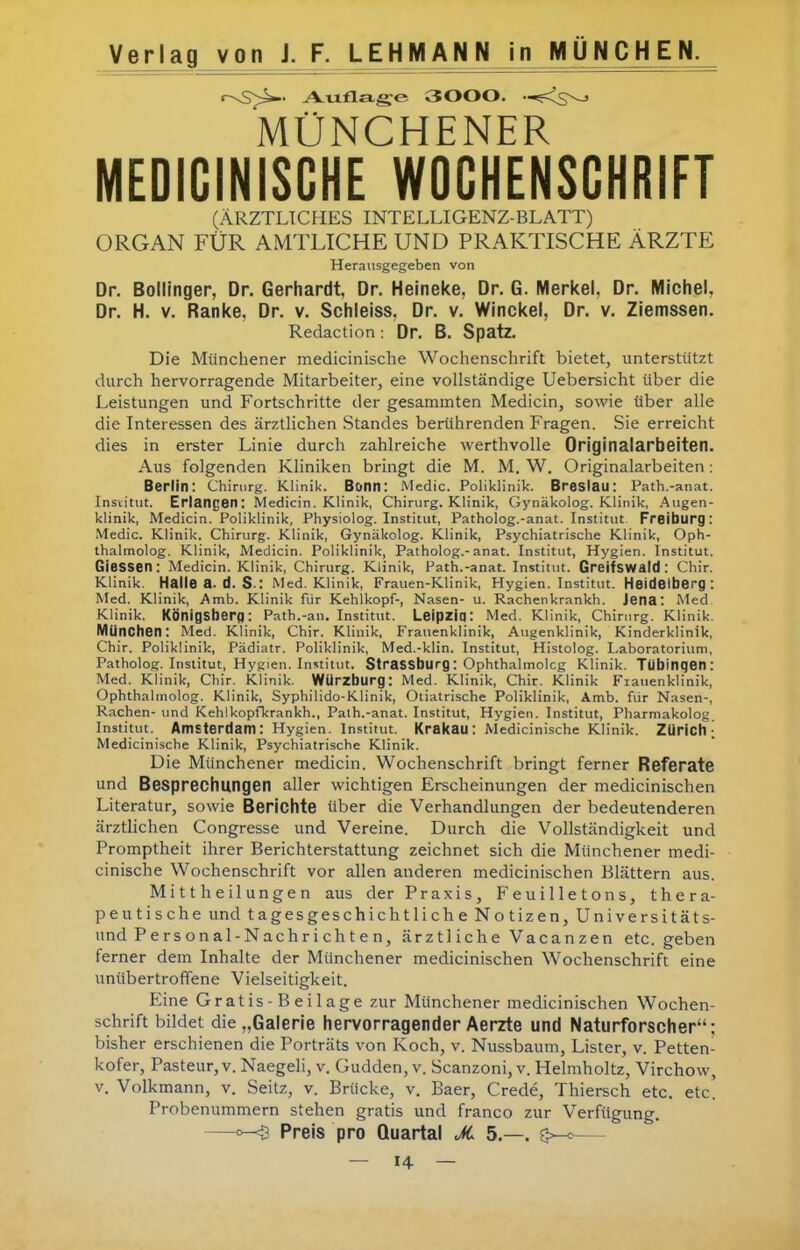 Verlag von J. F. LEHMANN in MÜNCHEN.
Auflage 3000.
MÜNCHENER
MEDICINISCHE WOCHENSCHRIFT
(ÄRZTLICHES INTELLIGENZ-BLATT)
ORGAN FÜR AMTLICHE UND PRAKTISCHE ÄRZTE
Herausgegeben von
Dr. Bollinger, Dr. Gerhardt, Dr. Heineke, Dr. G. Merkel, Dr. Michel,
Dr. H. v. Ranke, Dr. v. Schleiss, Dr. v. Winckel, Dr. v. Ziemssen.
Redaction: Dr. B. Spatz.
Die Münchener medicinische Wochenschrift bietet, unterstützt
durch hervorragende Mitarbeiter, eine vollständige Uebersicht über die
Leistungen und Fortschritte der gesammten Medicin, sowie über alle
die Interessen des ärztlichen Standes berührenden Fragen. Sie erreicht
dies in erster Linie durch zahlreiche werthvolle Originalarbeiten.
Aus folgenden Kliniken bringt die M. M. W. Originalarbeiten:
Berlin: Chirurg. Klinik. Bonn: Medic. Poliklinik. Breslau: Path.-anat.
Institut. Erlangen: Medicin. Klinik, Chirurg. Klinik, Gynäkolog. Klinik, Augen-
klinik, Medicin. Poliklinik, Physiolog. Institut, Patholog.-anat. Institut Freiburg:
Medic. Klinik, Chirurg. Klinik, Gynäkolog. Klinik, Psychiatrische Klinik, Oph-
thalmolog. Klinik, Medicin. Poliklinik, Patholog.-anat. Institut, Hygien. Institut.
Giessen: Medicin. Klinik, Chirurg. Klinik, Path.-anat. Institut. Greifswald: Chir.
Klinik. Halle a. d. S.: Med. Klinik, Frauen-Klinik, Hygien. Institut. Heidelberg:
Med. Klinik, Amb. Klinik für Kehlkopf-, Nasen- u. Rachenkrankh. Jena: Med.
Klinik. Königsberg: Path.-an. Institut. Leipzig: Med. Klinik, Chirurg. Klinik.
München: Med. Klinik, Chir. Klinik, Frauenklinik, Augenklinik, Kinderklinik,
Chir. Poliklinik, Pädiatr. Poliklinik, Med.-klin. Institut, Histolog. Laboratorium,
Patholog. Institut, Hygien. Institut. Strassburg: Ophthalmolcg Klinik. Tübingen:
Med. Klinik, Chir. Klinik. Würzburg: Med. Klinik, Chir. Klinik Frauenklinik,
Ophthalmolog. Klinik, Syphilido-Klinik, Otiatrische Poliklinik, Amb. für Nasen-,
Rachen- und Kehlkopfkrankh., Path.-anat. Institut, Hygien. Institut, Pharmakolog.
Institut. Amsterdam: Hygien. Institut. Krakau: Medicinische Klinik. Zürich:
Medicinische Klinik, Psychiatrische Klinik.
Die Münchener medicin. Wochenschrift bringt ferner Referate
und Besprechungen aller wichtigen Erscheinungen der medicinischen
Literatur, sowie Berichte über die Verhandlungen der bedeutenderen
ärztlichen Congresse und Vereine. Durch die Vollständigkeit und
Promptheit ihrer Berichterstattung zeichnet sich die Münchener medi-
cinische Wochenschrift vor allen anderen medicinischen Blättern aus.
Mittheilungen aus der Praxis, Feuilletons, thera-
peutische und tagesgeschichtliche Notizen, Universitäts-
und Personal-Nachrichten, ärztliche Vacanzen etc. geben
ferner dem Inhalte der Münchener medicinischen Wochenschrift eine
unübertroffene Vielseitigkeit.
Eine Gratis-Beilage zur Münchener medicinischen Wochen-
schrift bildet die „Galerie hervorragender Aerzte und Naturforscher“;
bisher erschienen die Porträts von Koch, v. Nussbaum, Lister, v. Petten-
kofer, Pasteur, v. Naegeli, v. Gudden, v. Scanzoni, v. Helmholtz, Virchow,
v. Volkmann, v. Seitz, v. Brücke, v. Baer, Credé, Thiersch etc. etc.
Probenummern stehen gratis und franco zur Verfügung.
Preis pro Quartal ℳ 5.—.
— 14 —